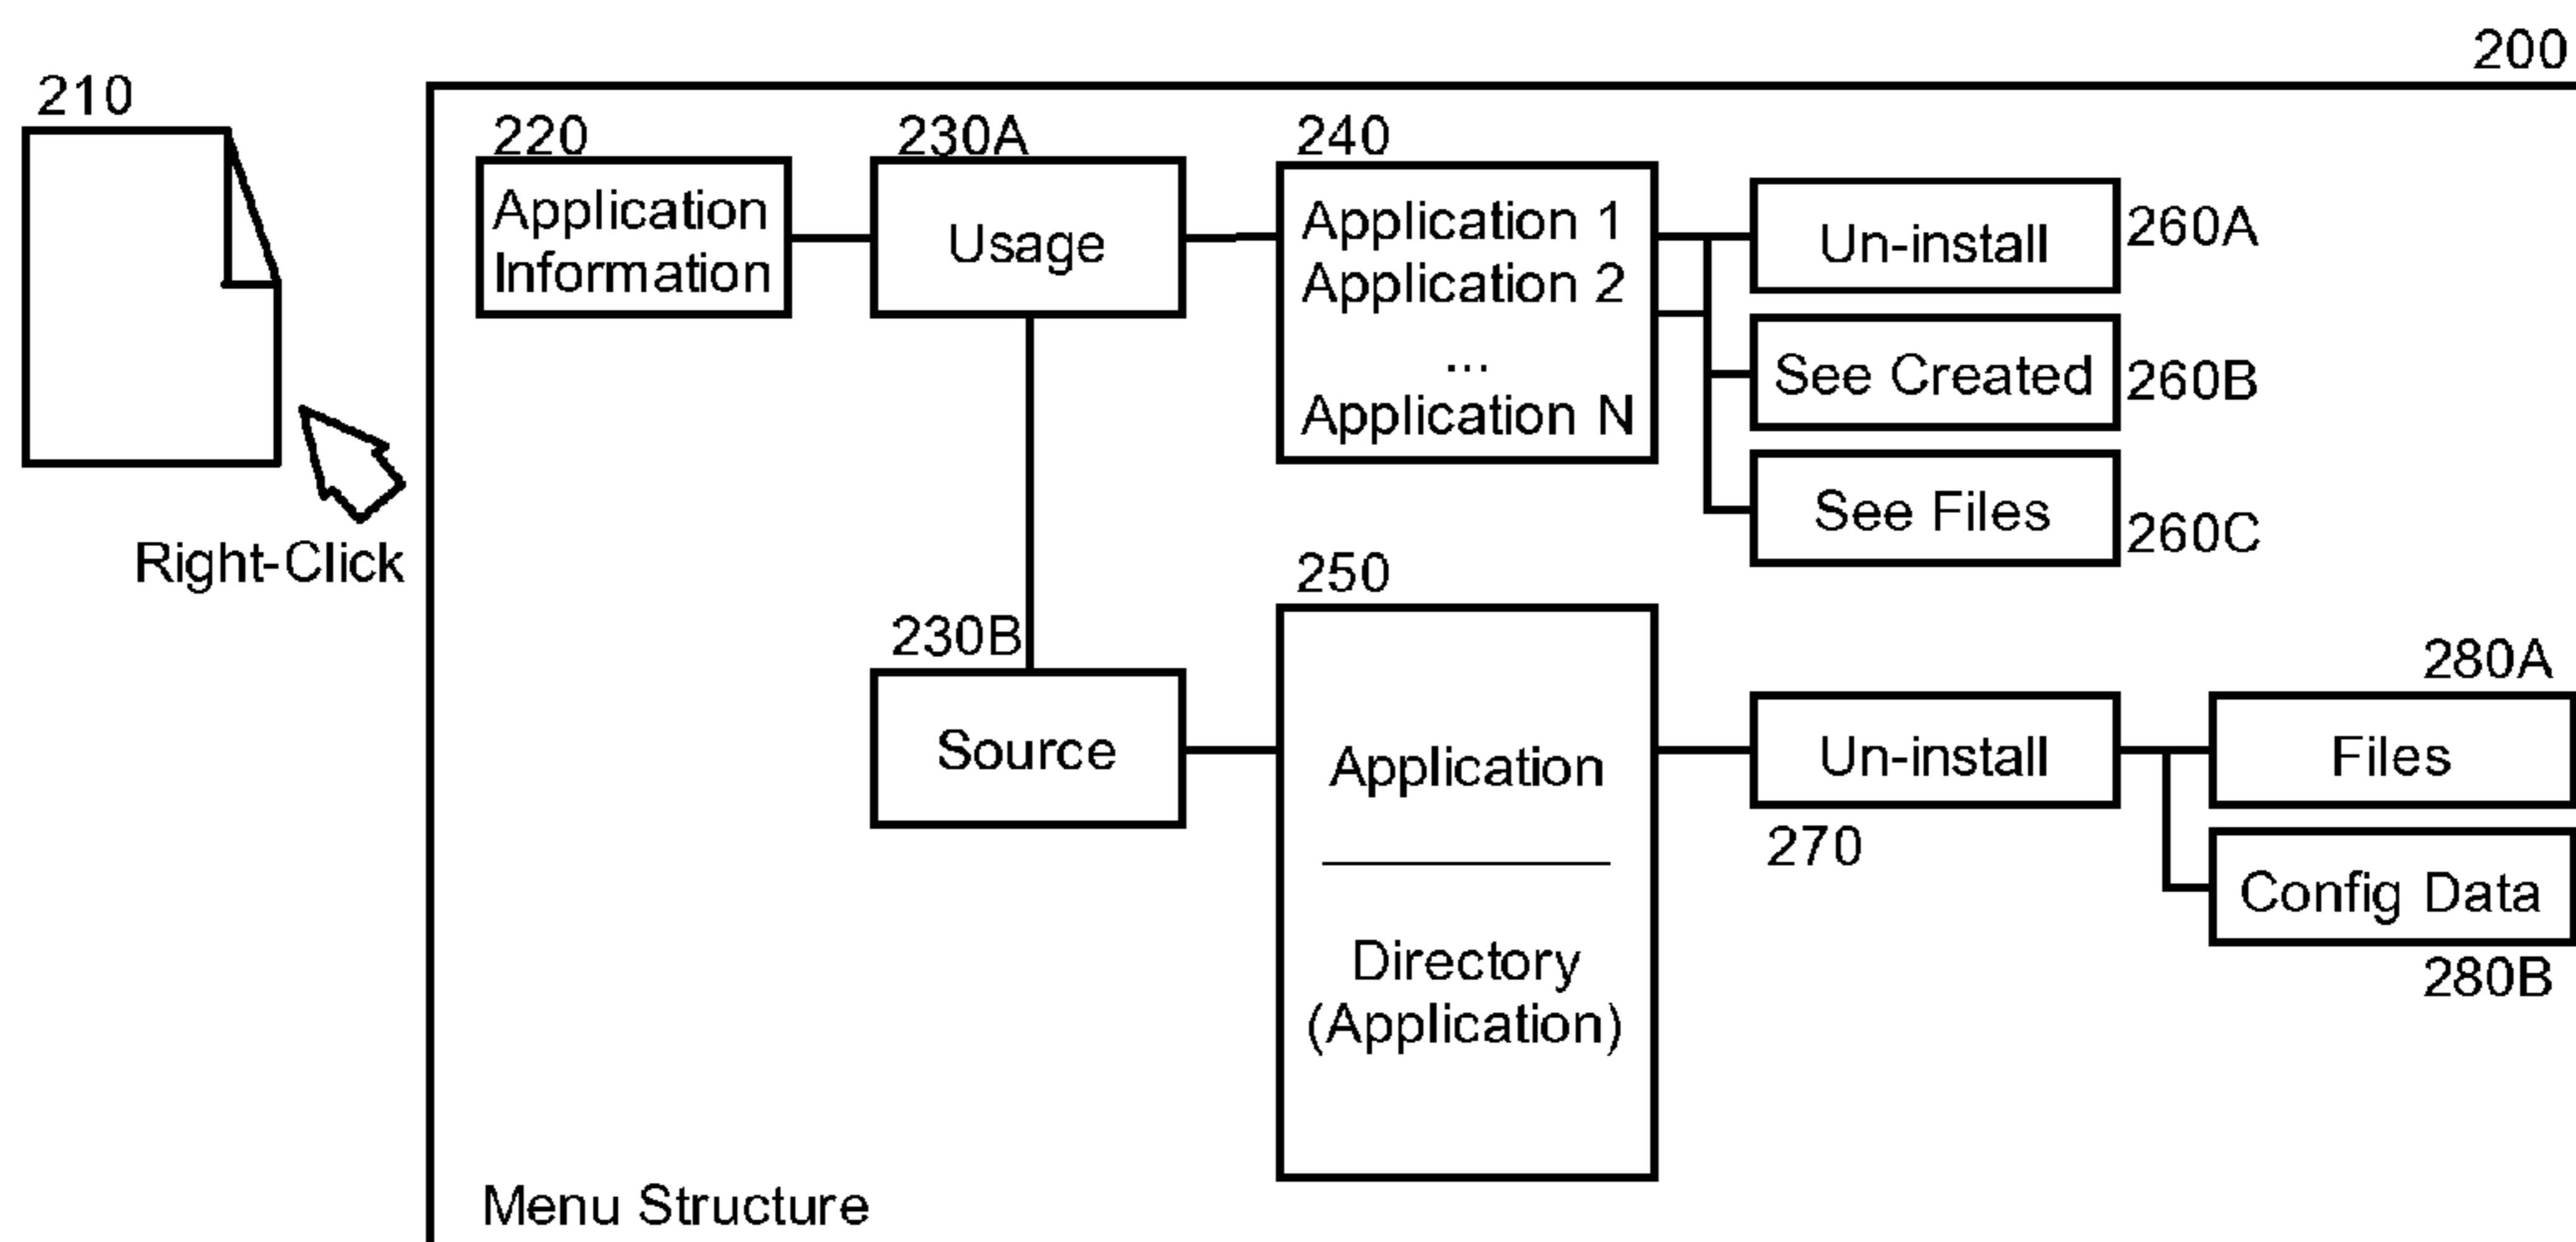 200
210
220
230A
240
Application
Information
Usage
Application 1
Application 2
...
Application N
Un-install
260A
See Created
260B
See Files
260C
Right-Click
250
230B
Source
Application
Directory
(Application)
Un-install
270
280A
Files
Config Data
280B
Menu Structure